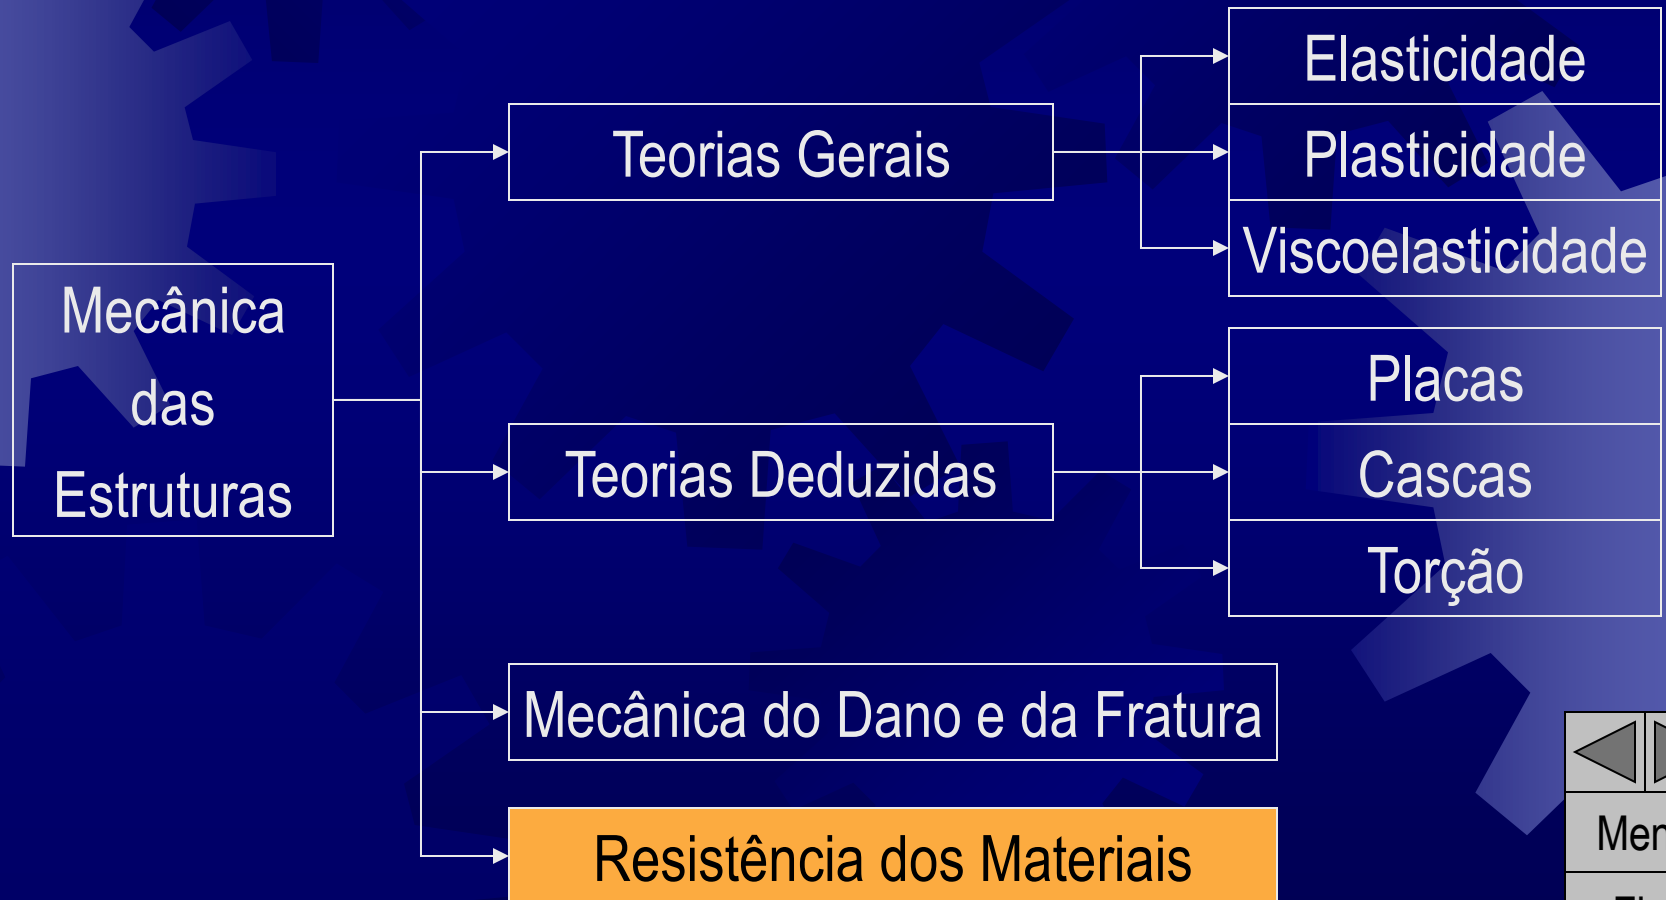 Elasticidade
Teorias Gerais
Plasticidade
Viscoelasticidade
Mecânica
das
Estruturas
Placas
Teorias Deduzidas
Cascas
Torção
Mecânica do Dano e da Fratura
Resistência dos Materiais